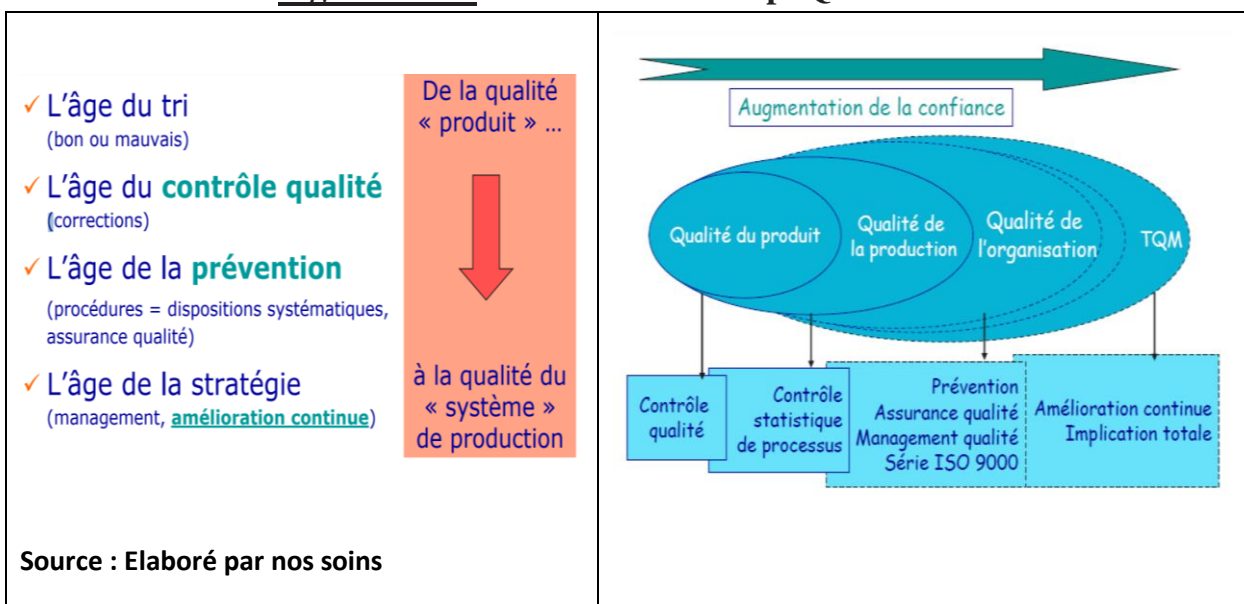 ✓ L'âge du tri
(bon ou mauvais)
✓ L'âge du contrôle qualité
(corrections)
✓ L'âge de la prévention
(procédures = dispositions systématiques,
assurance qualité)
✓ L'âge de la stratégie
(management, amélioration continue)
De la qualité
« produit » ...
à la qualité du
« système »
de production
Source : Elaboré par nos soins
Augmentation de la confiance
Qualité du produit
Qualité de
la production
Qualité de
l'organisation
TQM
Contrôle
qualité
Contrôle
statistique
de processus
Prévention
Assurance qualité
Management qualité
Série ISO 9000
Amélioration continue
Implication totale